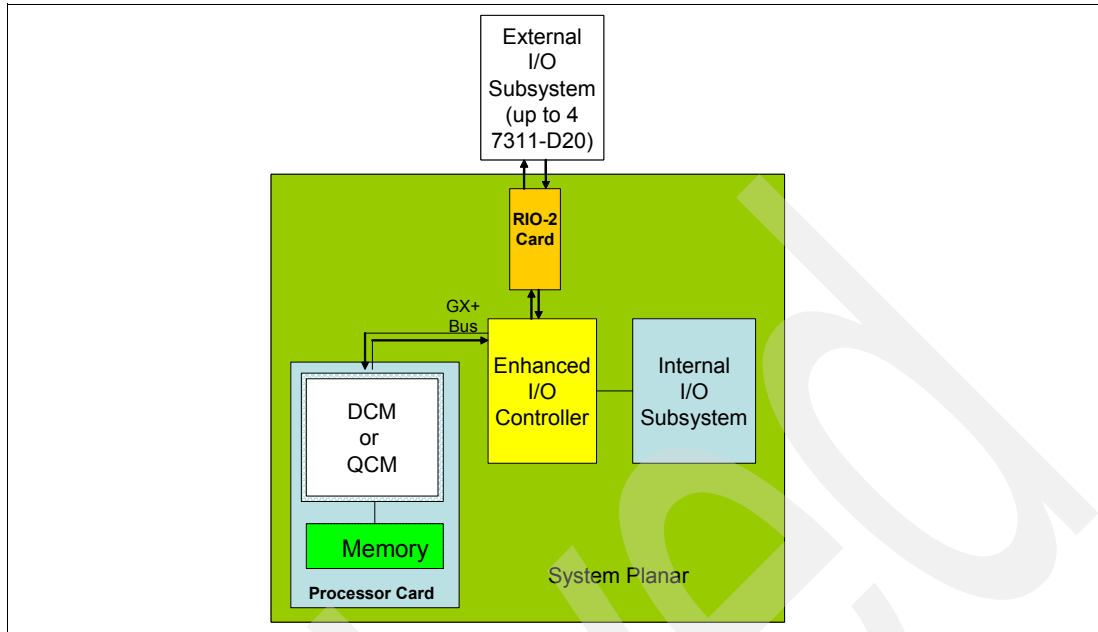 External
I/O
Subsystem
(up to 4
7311-D20)
RIO-2
Card
GX+
Bus
Enhanced
I/O
Controller
Internal
I/O
Subsystem
DCM
or
QCM
Memory
Processor Card
System Planar